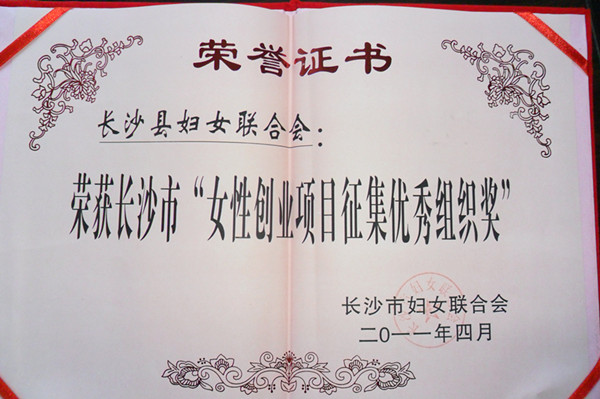 荣誉证书
长沙县妇女联合会：
荣获长沙市“女性创业项目征集优秀组织奖”
长沙市妇女联合会
二〇一一年四月